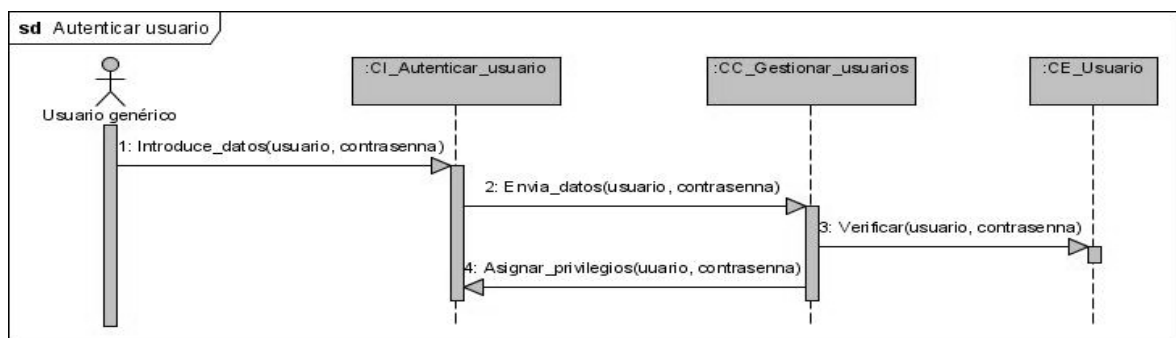 sd Autenticar usuario
:CI_Autenticar_usuario
:CC_Gestionar_usuarios
:CE_Usuario
Usuario genérico
1: Introduce_datos(usuario, contrasenna)
2: Envia_datos(usuario, contrasenna)
3: Verificar(usuario, contrasenna)
4: Asignar_privilegios(uuario, contrasenna)